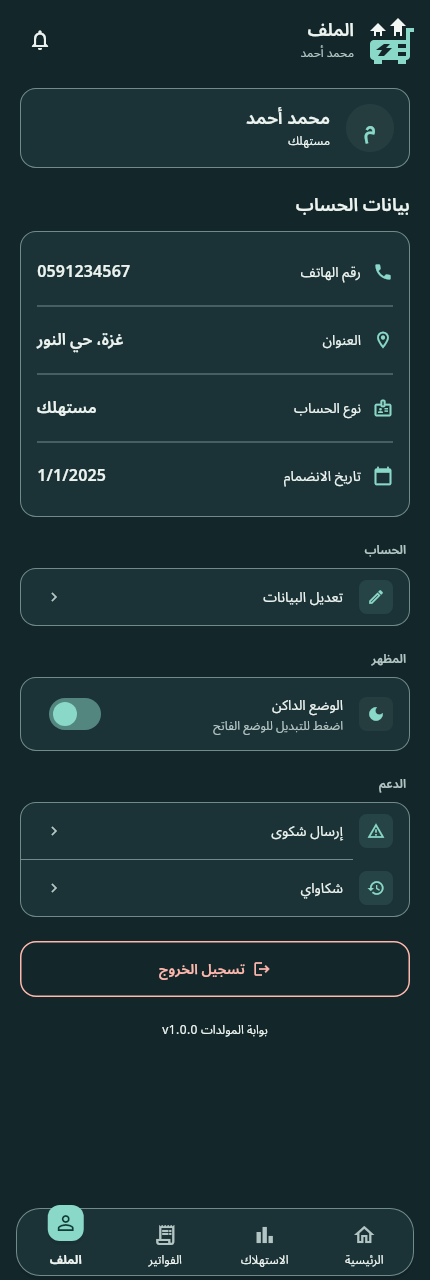 الملف
محمد أحمد
م
محمد أحمد
مستهلك
بيانات الحساب
رقم الهاتف 0591234567
العنوان غزة، حي النور
نوع الحساب مستهلك
تاريخ الانضمام 1/1/2025
الحساب
تعديل البيانات
المظهر
الوضع الداكن
اضغط للتبديل للوضع الفاتح
الدعم
إرسال شكوى
شكاواي
تسجيل الخروج
بوابة المولدات v1.0.0
الرئيسية الاستهلاك الفواتير الملف